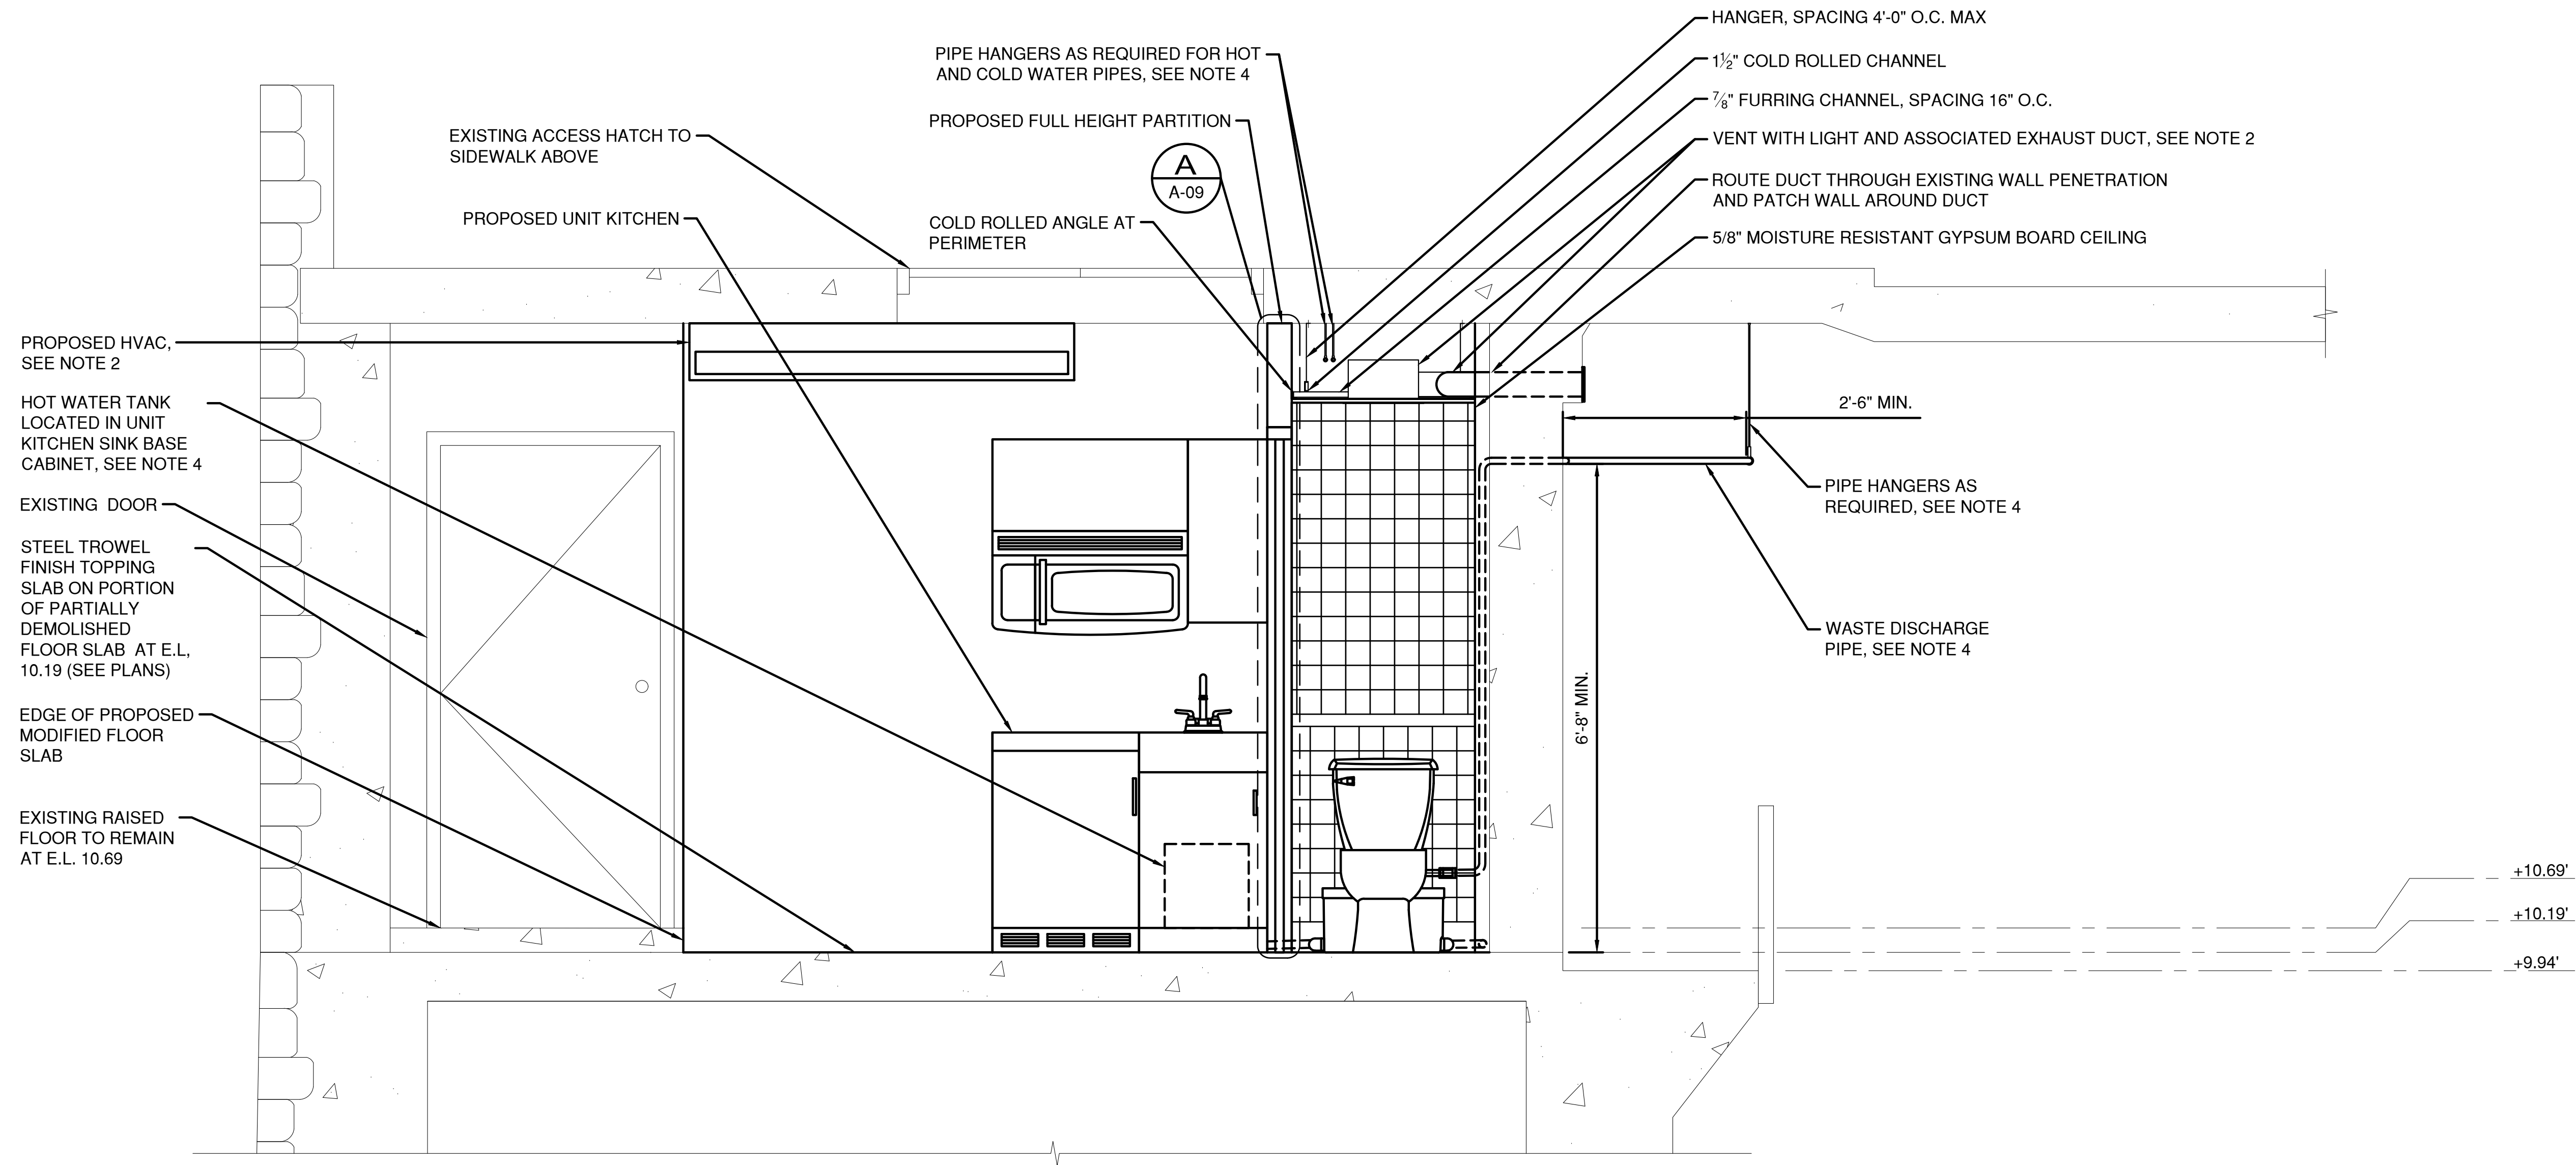 HANGER, SPACING 4'-0" O.C. MAX
1½" COLD ROLLED CHANNEL
⅞" FURRING CHANNEL, SPACING 16" O.C.
VENT WITH LIGHT AND ASSOCIATED EXHAUST DUCT, SEE NOTE 2
ROUTE DUCT THROUGH EXISTING WALL PENETRATION
AND PATCH WALL AROUND DUCT
5/8" MOISTURE RESISTANT GYPSUM BOARD CEILING
PIPE HANGERS AS REQUIRED FOR HOT
AND COLD WATER PIPES, SEE NOTE 4
PROPOSED FULL HEIGHT PARTITION
A
A-09
COLD ROLLED ANGLE AT
PERIMETER
EXISTING ACCESS HATCH TO
SIDEWALK ABOVE
PROPOSED UNIT KITCHEN
PROPOSED HVAC,
SEE NOTE 2
HOT WATER TANK
LOCATED IN UNIT
KITCHEN SINK BASE
CABINET, SEE NOTE 4
EXISTING  DOOR
STEEL TROWEL
FINISH TOPPING
SLAB ON PORTION
OF PARTIALLY
DEMOLISHED
FLOOR SLAB  AT E.L,
10.19 (SEE PLANS)
EDGE OF PROPOSED
MODIFIED FLOOR
SLAB
EXISTING RAISED
FLOOR TO REMAIN
AT E.L. 10.69
2'-6" MIN.
PIPE HANGERS AS
REQUIRED, SEE NOTE 4
WASTE DISCHARGE
PIPE, SEE NOTE 4
6'-8" MIN.
+10.69'
+10.19'
+9.94'